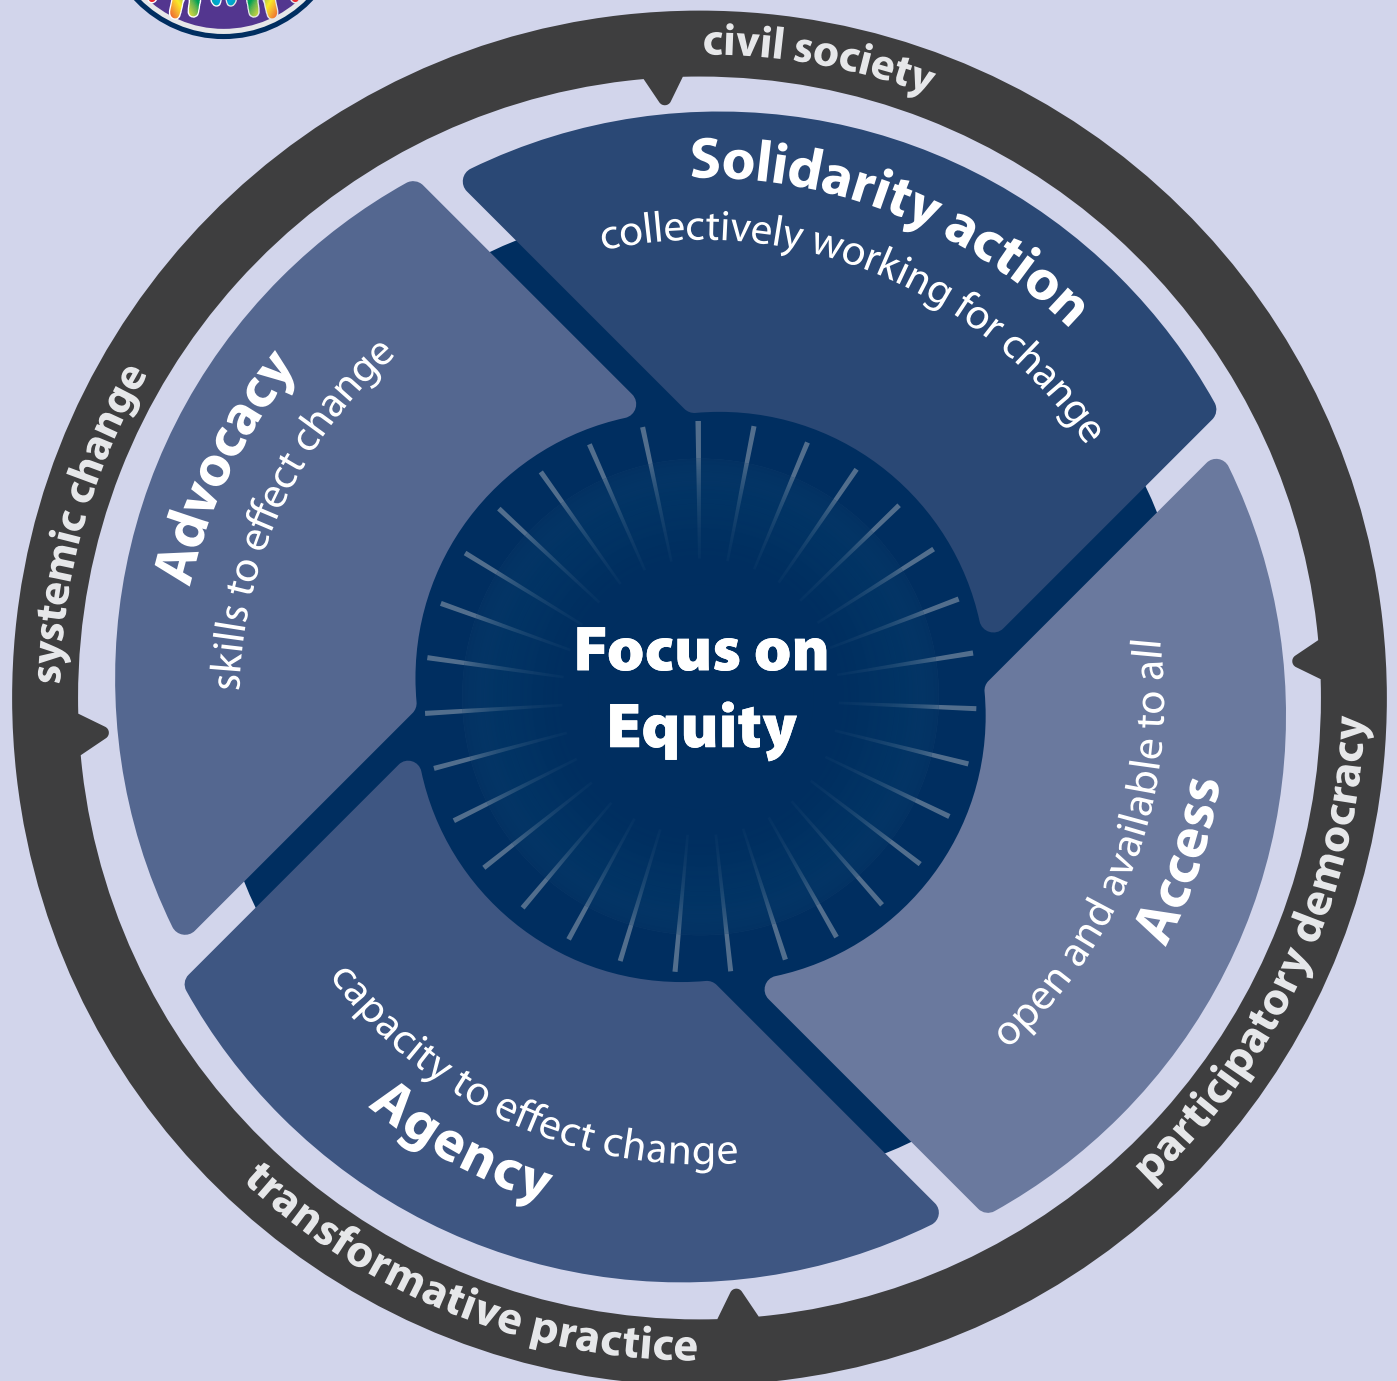 civil society
Solidarity action
collectively working for change
Advocacy
skills to effect change
systemic change
Focus on
Equity
open and available to all
Access
participatory democracy
capacity to effect change
Agency
transformative practice